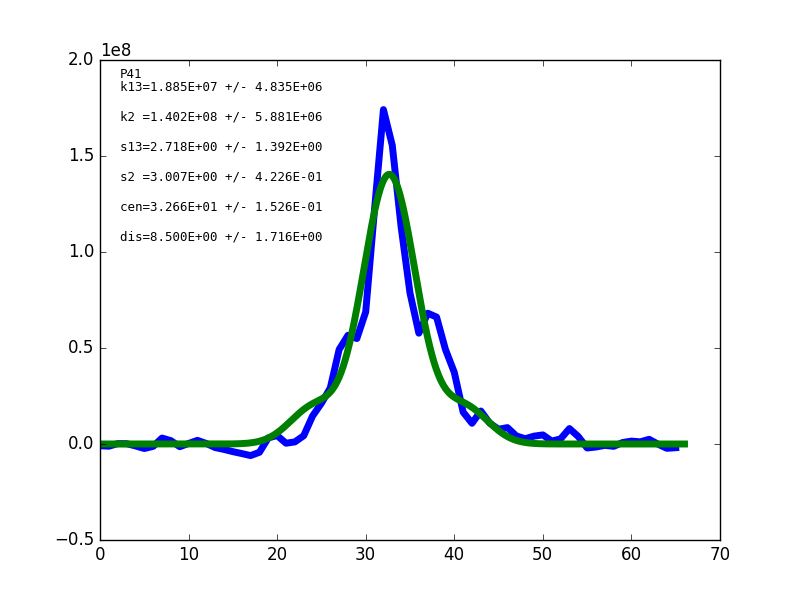 1e8
2.0
P41
k13=1.885E+07 +/- 4.835E+06
k2 =1.402E+08 +/- 5.881E+06
s13=2.718E+00 +/- 1.392E+00
s2 =3.007E+00 +/- 4.226E-01
cen=3.266E+01 +/- 1.526E-01
dis=8.500E+00 +/- 1.716E+00
1.5
1.0
0.5
0.0
−0.5
0 10 20 30 40 50 60 70